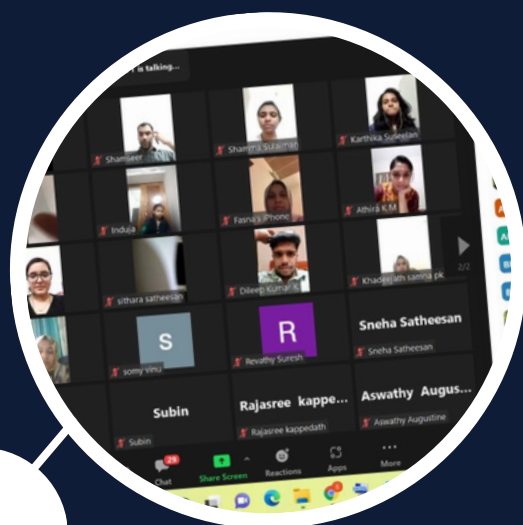 is talking...
Shamseer
Shamna Sulaiman
Karthika Suseelan
Induja
Fasna's iPhone
Athira K.M
sithara satheesan
Dileep Kumar K
Khadeejath samna pk
2/2
S
somy vinu
R
Revathy Suresh
Sneha Satheesan
Sneha Satheesan
Subin
Subin
Rajasree kappe...
Rajasree kappedath
Aswathy Augus...
Aswathy Augustine
29
Chat
Share Screen
Reactions
Apps
More